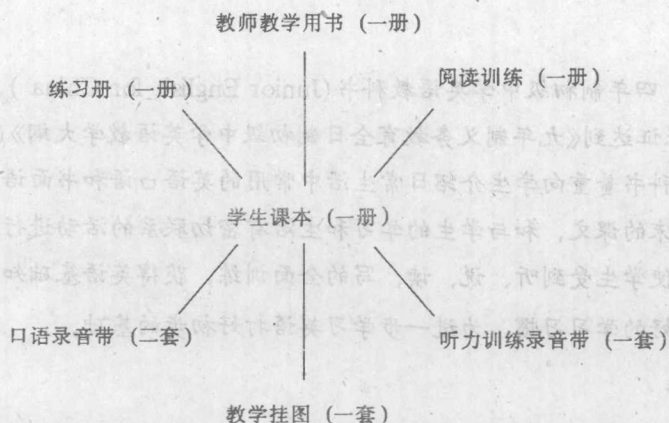 教师教学用书 (一册)
练习册 (一册)
阅读训练 (一册)
学生课本 (一册)
口语录音带 (二套)
听力训练录音带 (一套)
教学挂图 (一套)